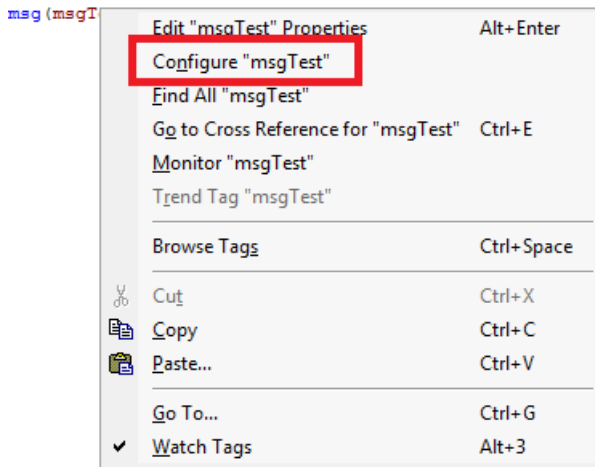 msg(msgT
Edit "msgTest" Properties Alt+Enter
Configure "msgTest"
Find All "msgTest"
Go to Cross Reference for "msgTest" Ctrl+E
Monitor "msgTest"
Trend Tag "msgTest"
Browse Tags Ctrl+Space
Cut Ctrl+X
Copy Ctrl+C
Paste... Ctrl+V
Go To... Ctrl+G
Watch Tags Alt+3